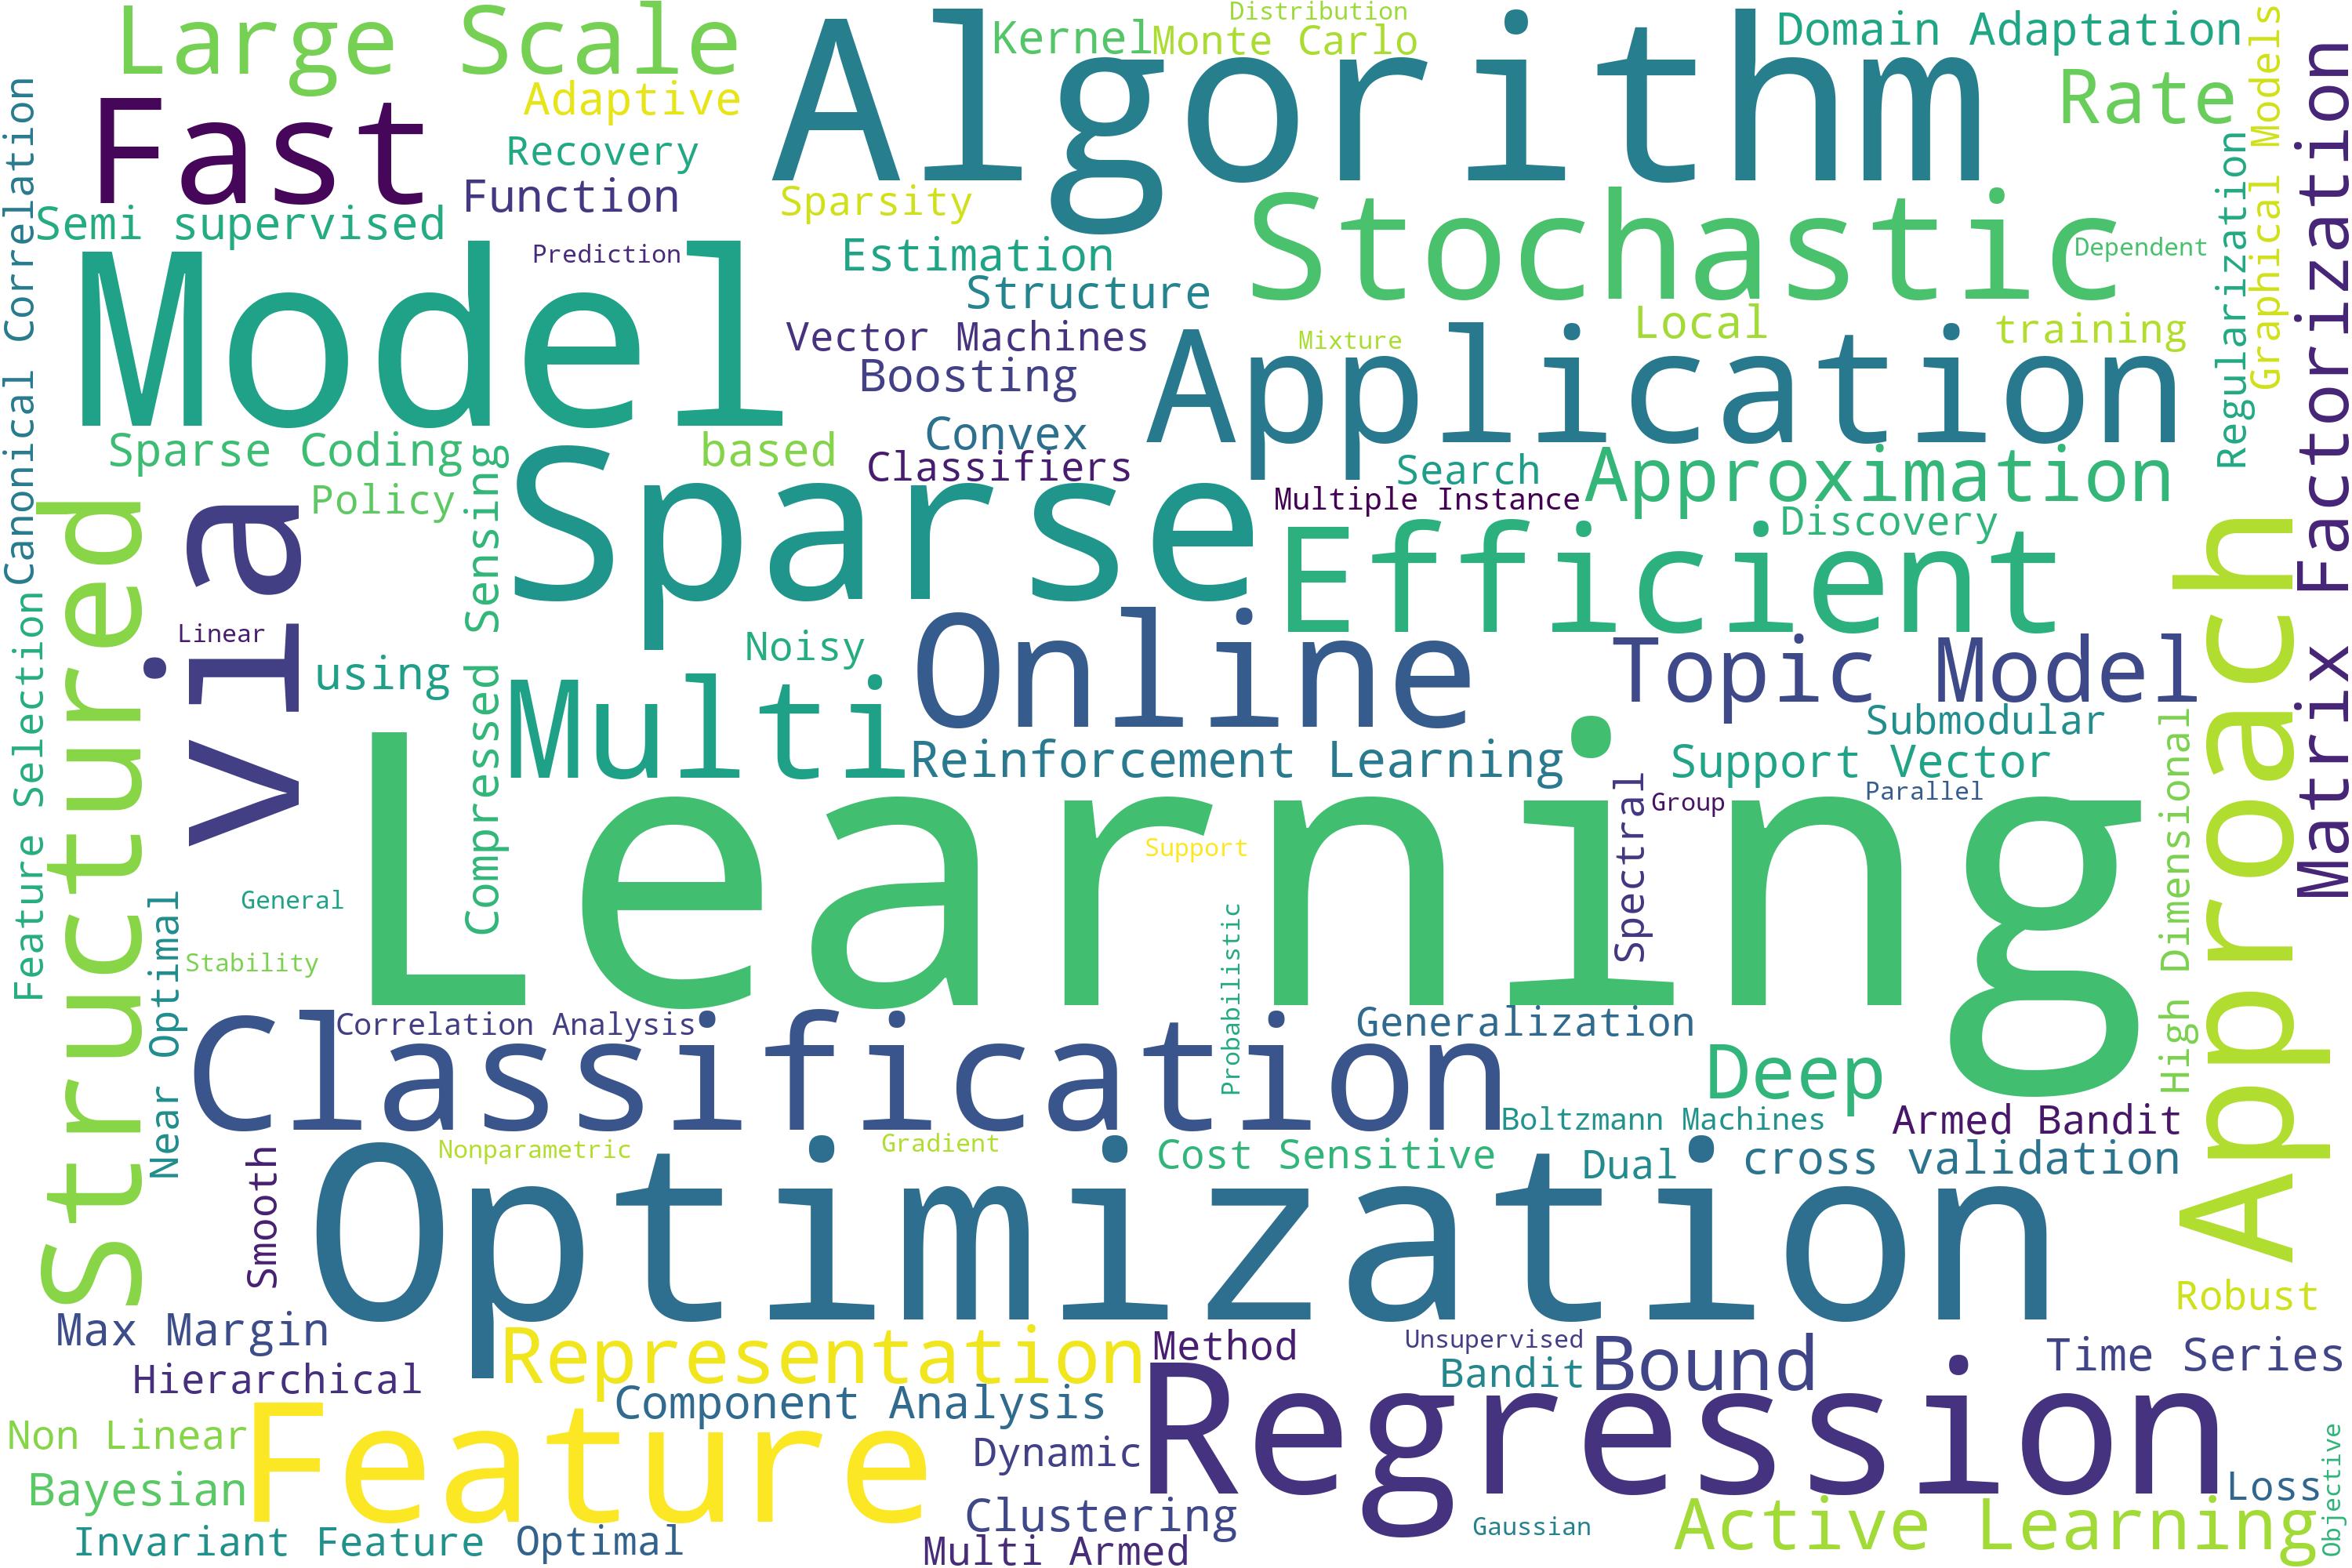 Large Scale
Algorithm
Kernel
Distribution
Monte Carlo
Domain Adaptation
Graphical Models
Matrix Factorization
Fast
Adaptive
Rate
Recovery
Canonical Correlation
Semi supervised
Function
Sparsity
Stochastic
Regularization
Dependent
Model
Prediction
Estimation
Structure
Vector Machines
Application
Mixture
Local
training
Boosting
Sparse Coding
based
Convex
Classifiers
Search
Approximation
Policy
Compressed Sensing
Sparse
Multiple Instance
Discovery
Structured
via
Efficient
Approach
Feature Selection
Linear
using
Noisy
Online
Topic Model
Multi
Reinforcement Learning
Submodular
Support Vector
High Dimensional
Learning
Spectral
Group
Parallel
Support
General
Near Optimal
Stability
Probabilistic
Classification
Correlation Analysis
Generalization
Deep
Boltzmann Machines
Armed Bandit
Smooth
Nonparametric
Gradient
Cost Sensitive
Dual
cross validation
Optimization
Robust
Max Margin
Representation
Method
Unsupervised
Bandit
Bound
Time Series
Hierarchical
Component Analysis
Regression
Non Linear
Feature
Dynamic
Bayesian
Clustering
Loss
Objective
Invariant Feature
Optimal
Multi Armed
Gaussian
Active Learning